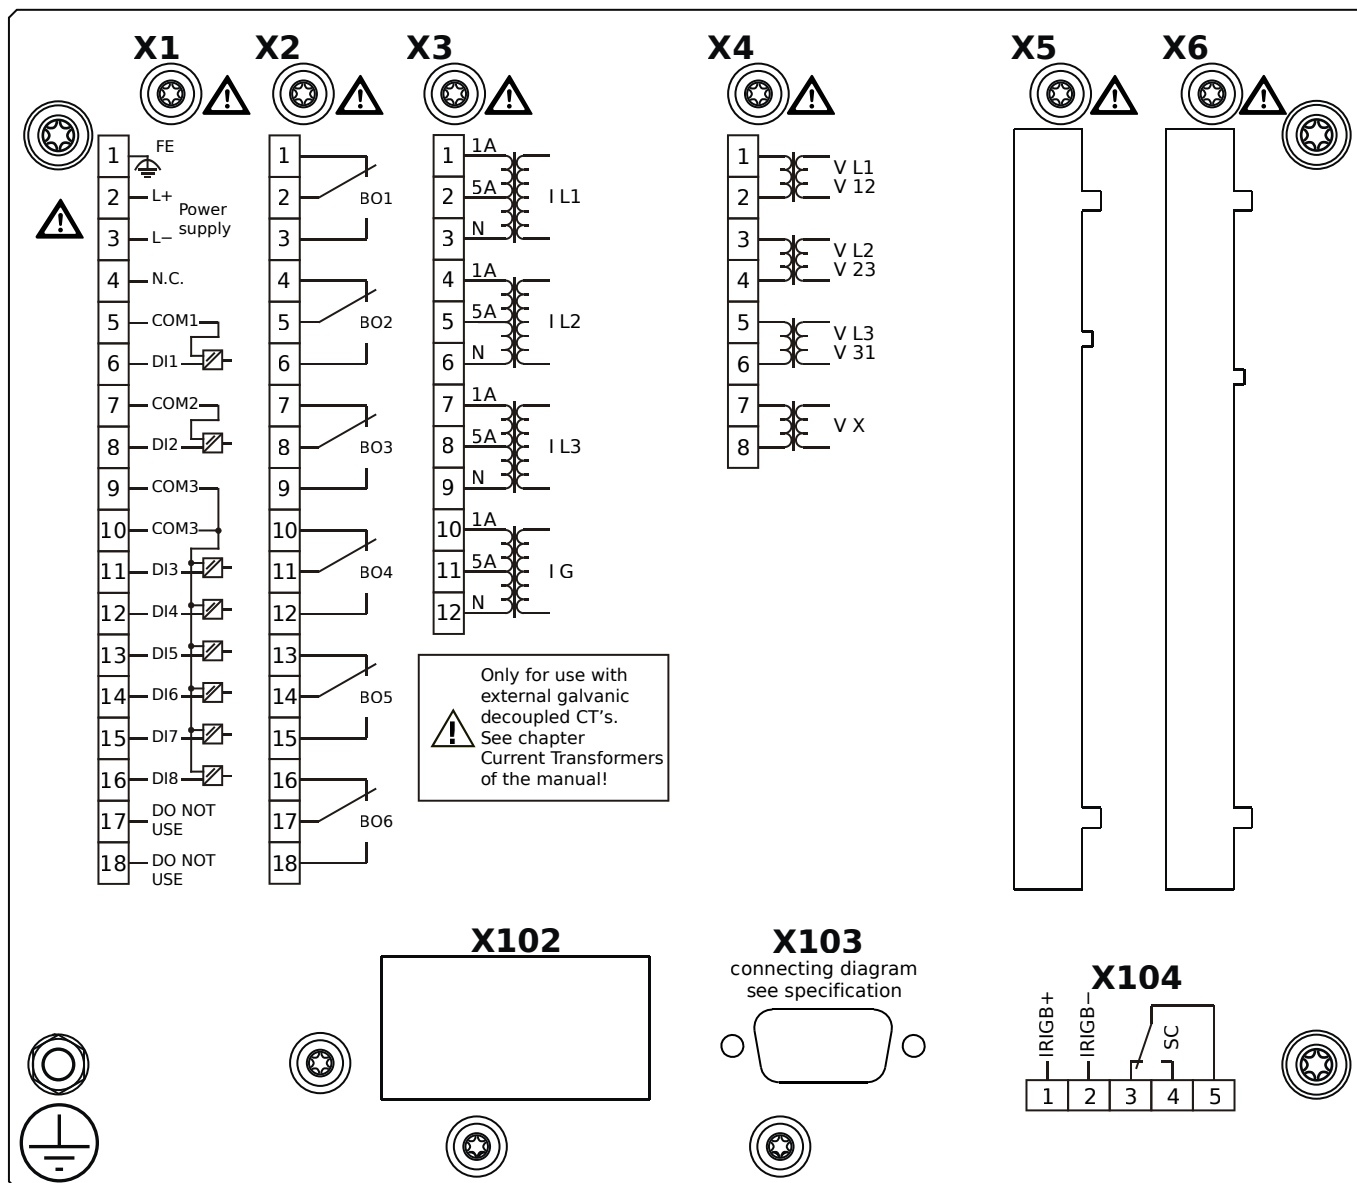 X1
X2
X3
X4
X5
X6
1
FE
2
L+
Power
supply
3
L−
4
N.C.
5
COM1
6
DI1
7
COM2
8
DI2
9
COM3
10
COM3
11
DI3
12
DI4
13
DI5
14
DI6
15
DI7
16
DI8
17
DO NOT
USE
18
DO NOT
USE
1
2
BO1
3
4
5
BO2
6
7
8
BO3
9
10
11
BO4
12
13
14
BO5
15
16
17
BO6
18
1
1A
2
5A
I L1
3
N
4
1A
5
5A
I L2
6
N
7
1A
8
5A
I L3
9
N
10
1A
11
5A
I G
12
N
Only for use with
external galvanic
decoupled CT's.
See chapter
Current Transformers
of the manual!
1
V L1
2
V 12
3
V L2
4
V 23
5
V L3
6
V 31
7
V X
8
X102
X103
connecting diagram
see specification
X104
IRIGB+
IRIGB−
SC
1 2 3 4 5